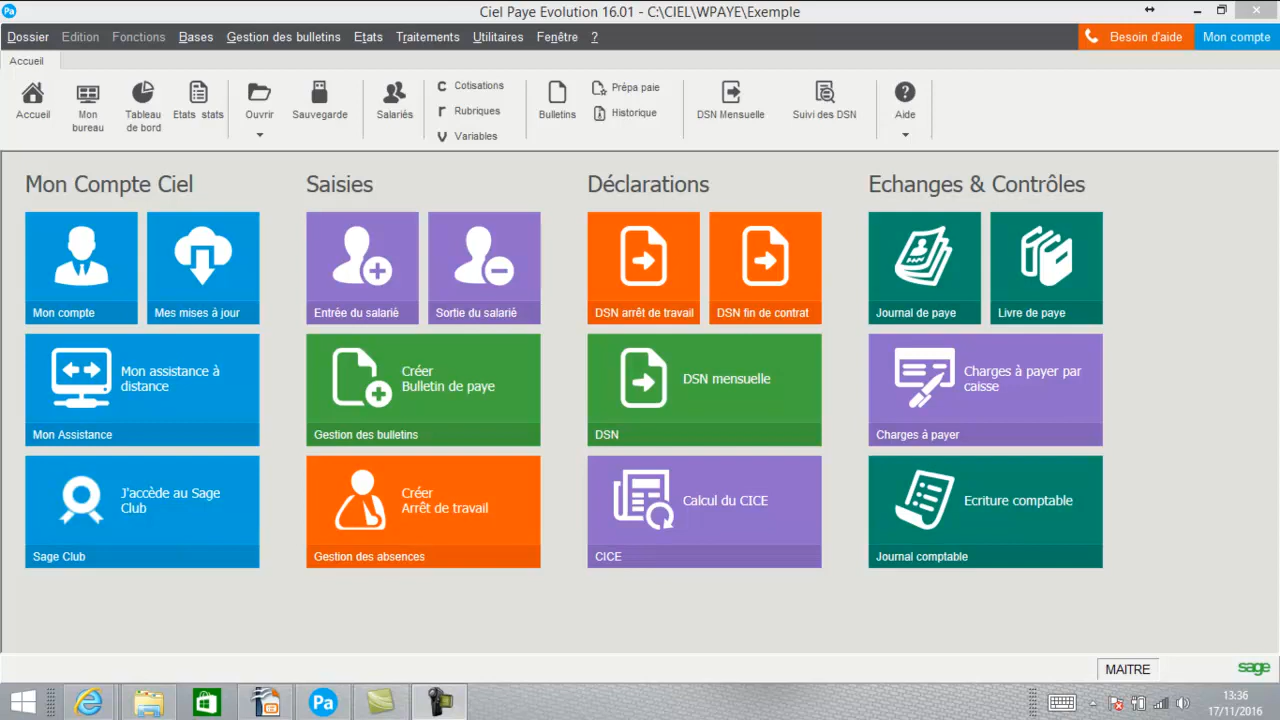 Pa
Ciel Paye Evolution 16.01 - C:\CIEL\WPAYE\Exemple
Dossier Edition Fonctions Bases Gestion des bulletins Etats Traitements Utilitaires Fenêtre ?
Besoin d'aide
Mon compte
Accueil
Accueil
Mon
bureau
Tableau
de bord
Etats stats
Ouvrir
Sauvegarde
Salariés
C Cotisations
r Rubriques
V Variables
Bulletins
Prépa paie
Historique
DSN Mensuelle
Suivi des DSN
Aide
Mon Compte Ciel
Mon compte
Mes mises à jour
Mon assistance à
distance
Mon Assistance
J'accède au Sage
Club
Sage Club
Saisies
Entrée du salarié
Sortie du salarié
Créer
Bulletin de paye
Gestion des bulletins
Créer
Arrêt de travail
Gestion des absences
Déclarations
DSN arrêt de travail
DSN fin de contrat
DSN mensuelle
DSN
Calcul du CICE
CICE
Echanges & Contrôles
Journal de paye
Livre de paye
Charges à payer par
caisse
Charges à payer
Ecriture comptable
Journal comptable
MAITRE
sage
Pa
13:36
17/11/2016